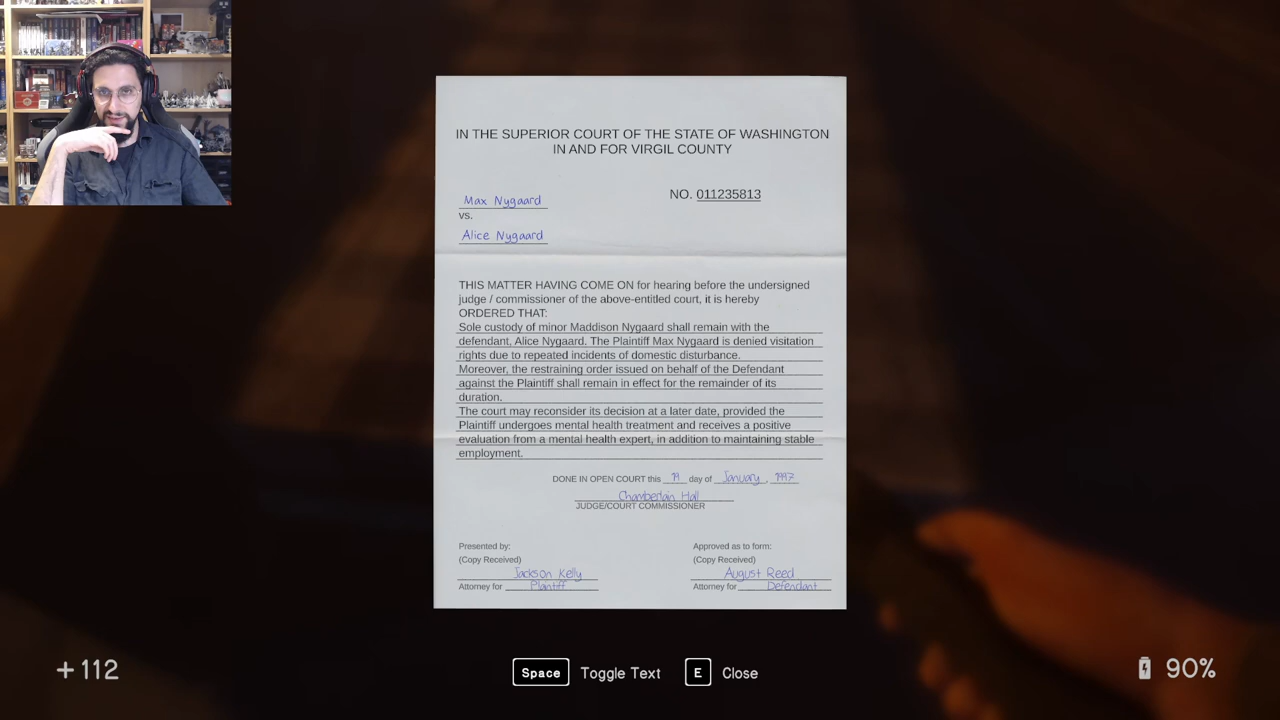 IN THE SUPERIOR COURT OF THE STATE OF WASHINGTON
IN AND FOR VIRGIL COUNTY
Max Nygaard
NO. 011235813
vs.
Alice Nygaard
THIS MATTER HAVING COME ON for hearing before the undersigned
judge / commissioner of the above-entitled court, it is hereby
ORDERED THAT:
Sole custody of minor Maddison Nygaard shall remain with the
defendant, Alice Nygaard. The Plaintiff Max Nygaard is denied visitation
rights due to repeated incidents of domestic disturbance.
Moreover, the restraining order issued on behalf of the Defendant
against the Plaintiff shall remain in effect for the remainder of its
duration.
The court may reconsider its decision at a later date, provided the
Plaintiff undergoes mental health treatment and receives a positive
evaluation from a mental health expert, in addition to maintaining stable
employment.
DONE IN OPEN COURT this 19 day of January, 1997
Chamberlain Hall
JUDGE/COURT COMMISSIONER
Presented by:
(Copy Received)
Jackson Kelly
Attorney for Plaintiff
Approved as to form:
(Copy Received)
August Reed
Attorney for Defendant
+112
Space Toggle Text E Close
90%